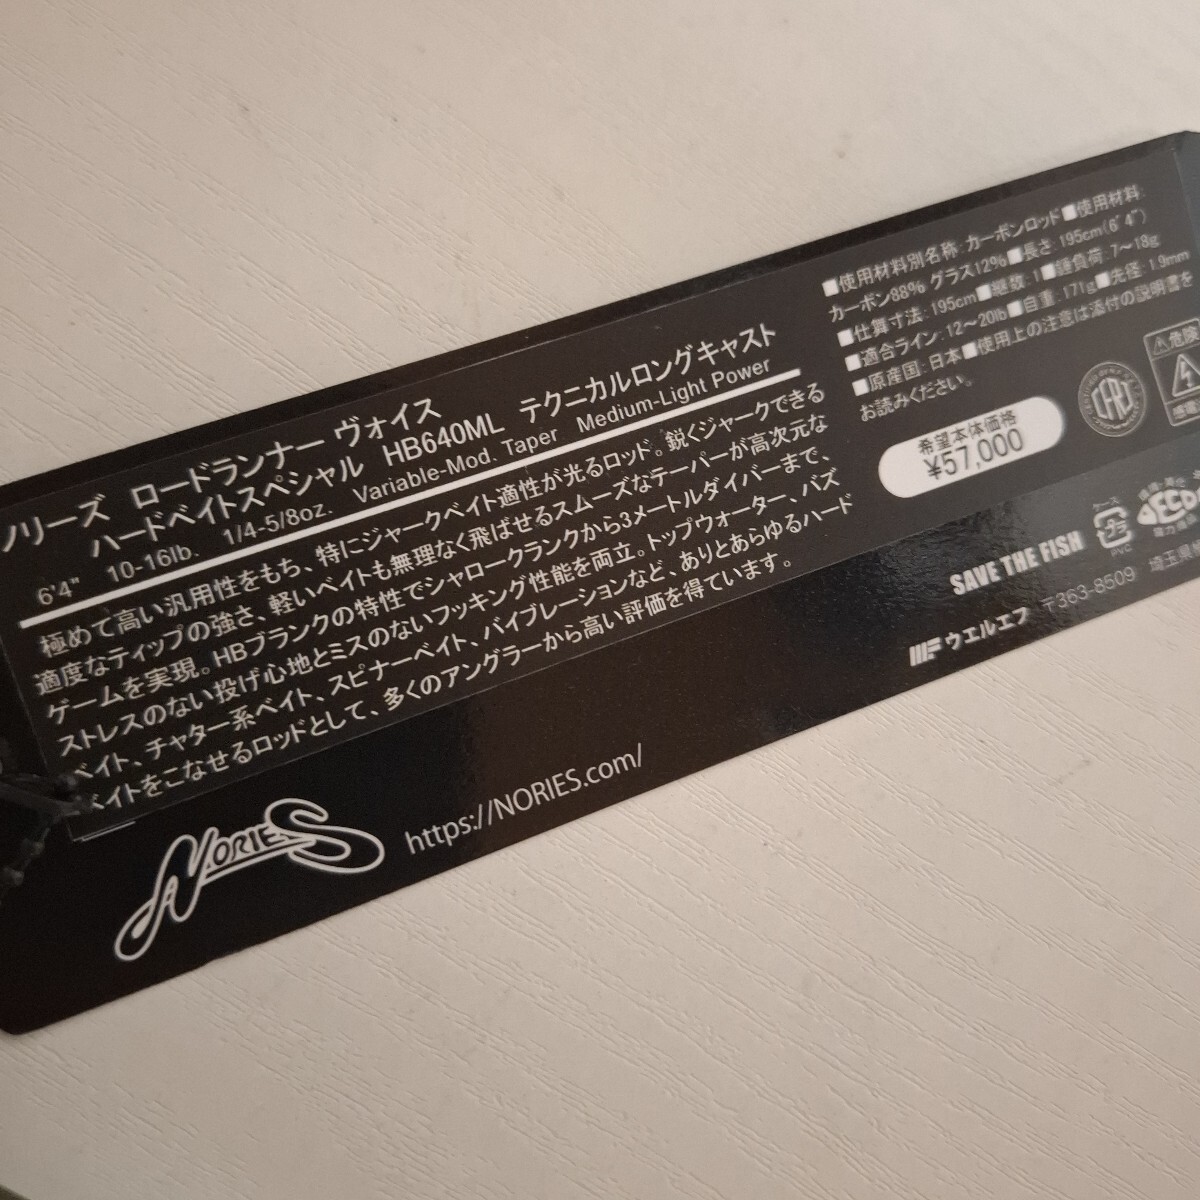 ノリーズ ロードランナー ヴォイス
ハードベイトスペシャル HB640ML テクニカルロングキャスト
6'4" 10-16lb. 1/4-5/8oz. Variable-Mod. Taper Medium-Light Power
極めて高い汎用性をもち、特にジャークベイト適性が光るロッド。鋭くジャークできる
適度なティップの強さ、軽いベイトも無理なく飛ばせるスムーズなテーパーが高次元な
ゲームを実現。HBブランクの特性でシャロークランクから3メートルダイバーまで、
ストレスのない投げ心地とミスのないフッキング性能を両立。トップウォーター、バズ
ベイト、チャター系ベイト、スピナーベイト、バイブレーションなど、ありとあらゆるハード
ベイトをこなせるロッドとして、多くのアングラーから高い評価を得ています。
■使用材料別名称:カーボンロッド■使用材料:
カーボン88% グラス12%■長さ:195cm(6'4")
■仕舞寸法:195cm■継数:1■錘負荷:7〜18g
■適合ライン:12〜20lb■自重:171g■先径:1.9mm
■原産国:日本■使用上の注意は添付の説明書を
お読みください。
希望本体価格
¥57,000
危険
SAVE THE FISH
ケース
プラ
PVC
ECO
ウエルエフ 〒363-8509 埼玉県
NORIES
https://NORIES.com/